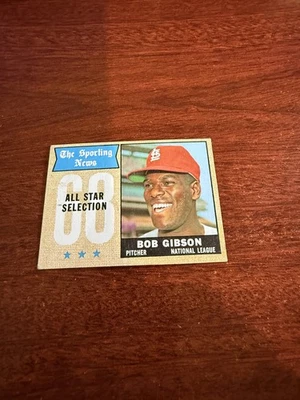 The Sporting
News
68
ALL STAR
SELECTION
BOB GIBSON
PITCHER NATIONAL LEAGUE